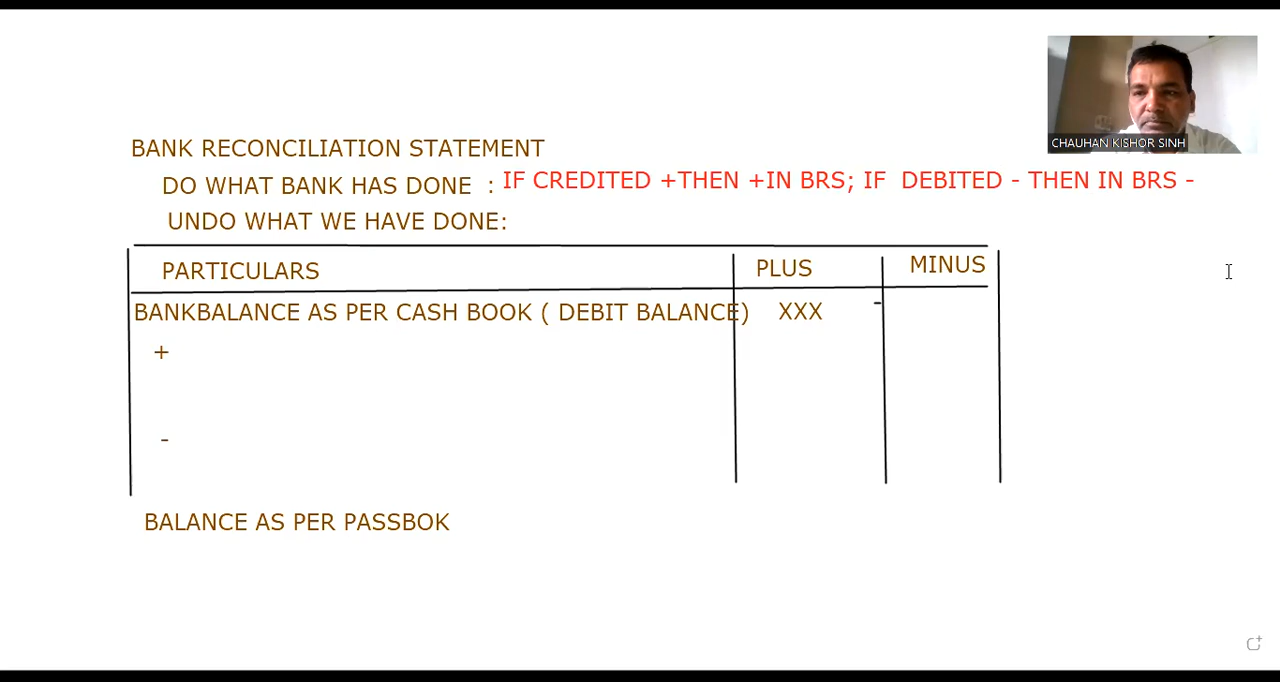 CHAUHAN KISHOR SINH
BANK RECONCILIATION STATEMENT
DO WHAT BANK HAS DONE : IF CREDITED +THEN +IN BRS; IF DEBITED - THEN IN BRS -
UNDO WHAT WE HAVE DONE:
PARTICULARS PLUS MINUS
BANKBALANCE AS PER CASH BOOK ( DEBIT BALANCE) XXX -
+
-
BALANCE AS PER PASSBOK